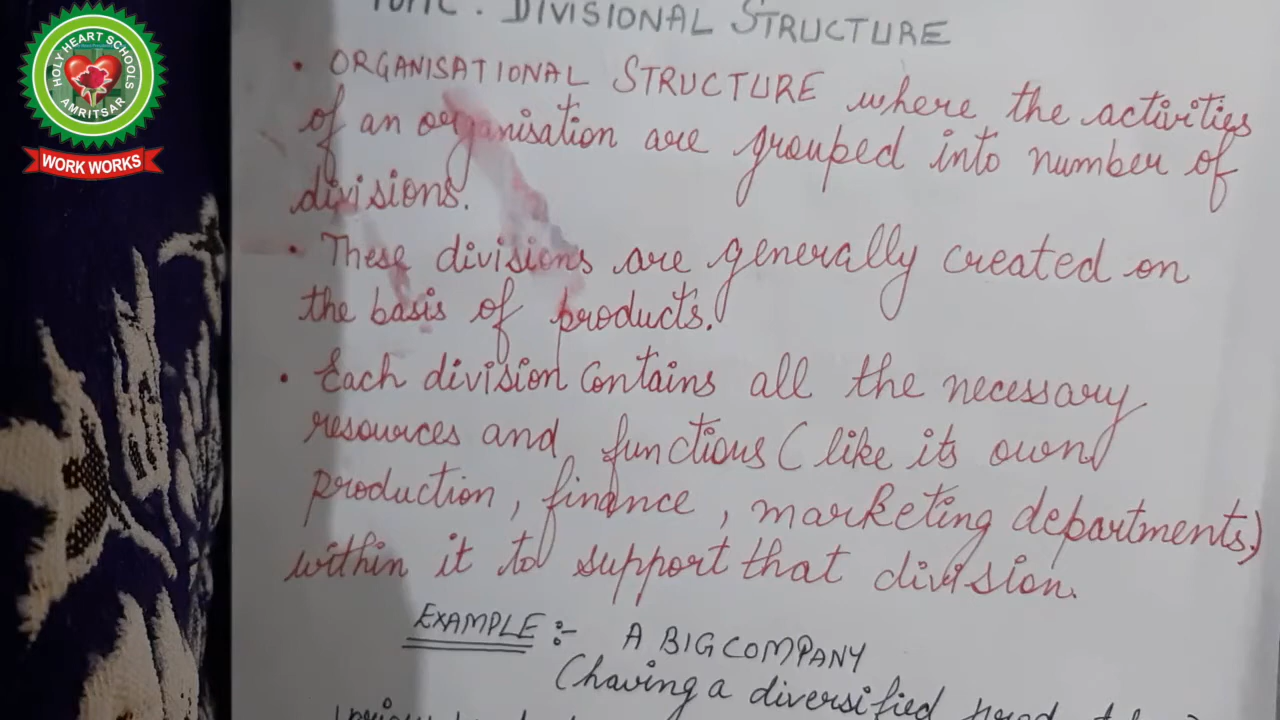 HOLY HEART SCHOOLS
AMRITSAR
WORK WORKS
TOPIC : DIVISIONAL STRUCTURE
• ORGANISATIONAL STRUCTURE where the activities
of an organisation are grouped into number of
divisions.
• These divisions are generally created on
the basis of products.
• Each division contains all the necessary
resources and functions ( like its own
production, finance, marketing departments)
within it to support that division.
EXAMPLE :- A BIG COMPANY
(having a diversified